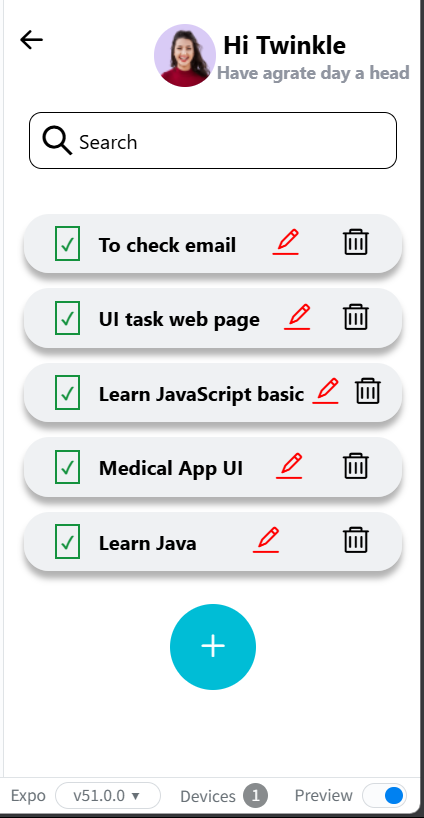 Hi Twinkle
Have agrate day a head
Search
To check email
UI task web page
Learn JavaScript basic
Medical App UI
Learn Java
Expo v51.0.0 Devices 1 Preview